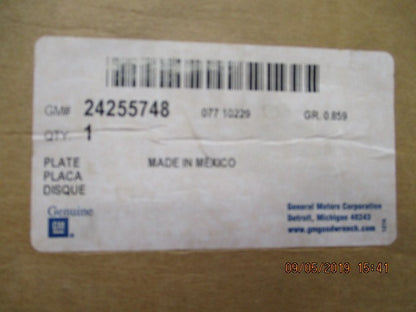 GM# 24255748 077 10229 GR. 0.859
QTY. 1
PLATE MADE IN MEXICO
PLACA
DISQUE
Genuine
GM
General Motors Corporation
Detroit, Michigan 48243
www.gmgoodwrench.com
09/05/2019 15:41